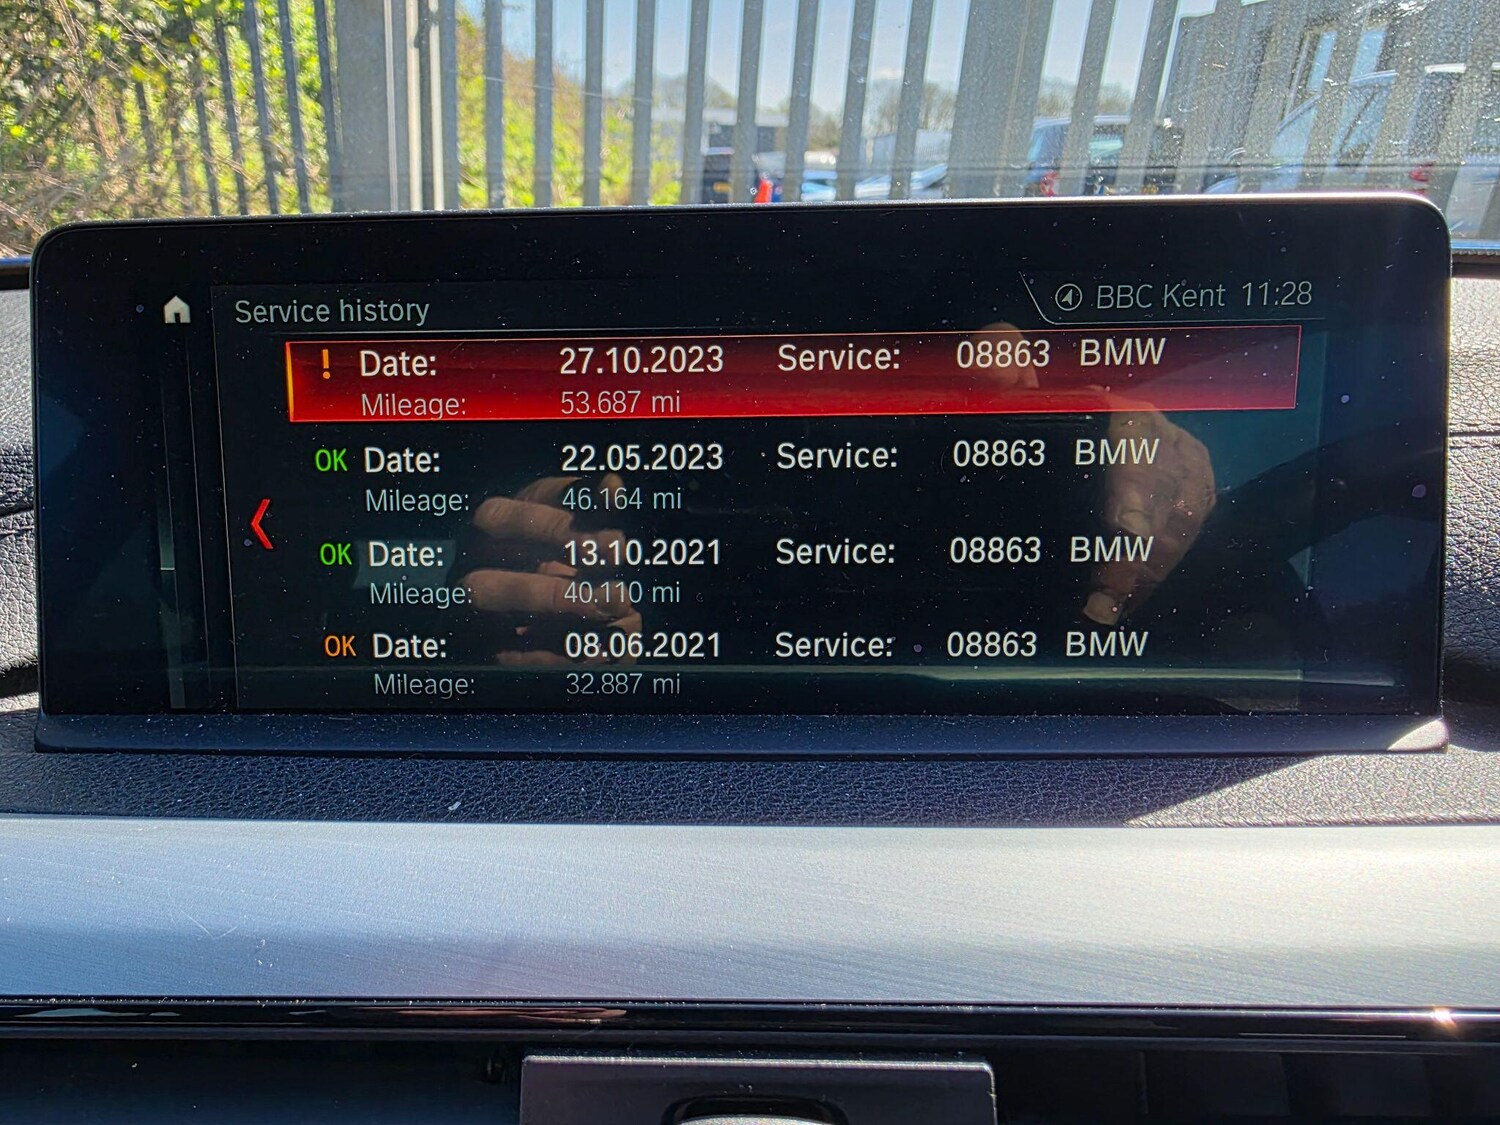 Service history
BBC Kent 11:28
! Date: 27.10.2023 Service: 08863 BMW
Mileage: 53.687 mi
OK Date: 22.05.2023 Service: 08863 BMW
Mileage: 46.164 mi
OK Date: 13.10.2021 Service: 08863 BMW
Mileage: 40.110 mi
OK Date: 08.06.2021 Service: 08863 BMW
Mileage: 32.887 mi